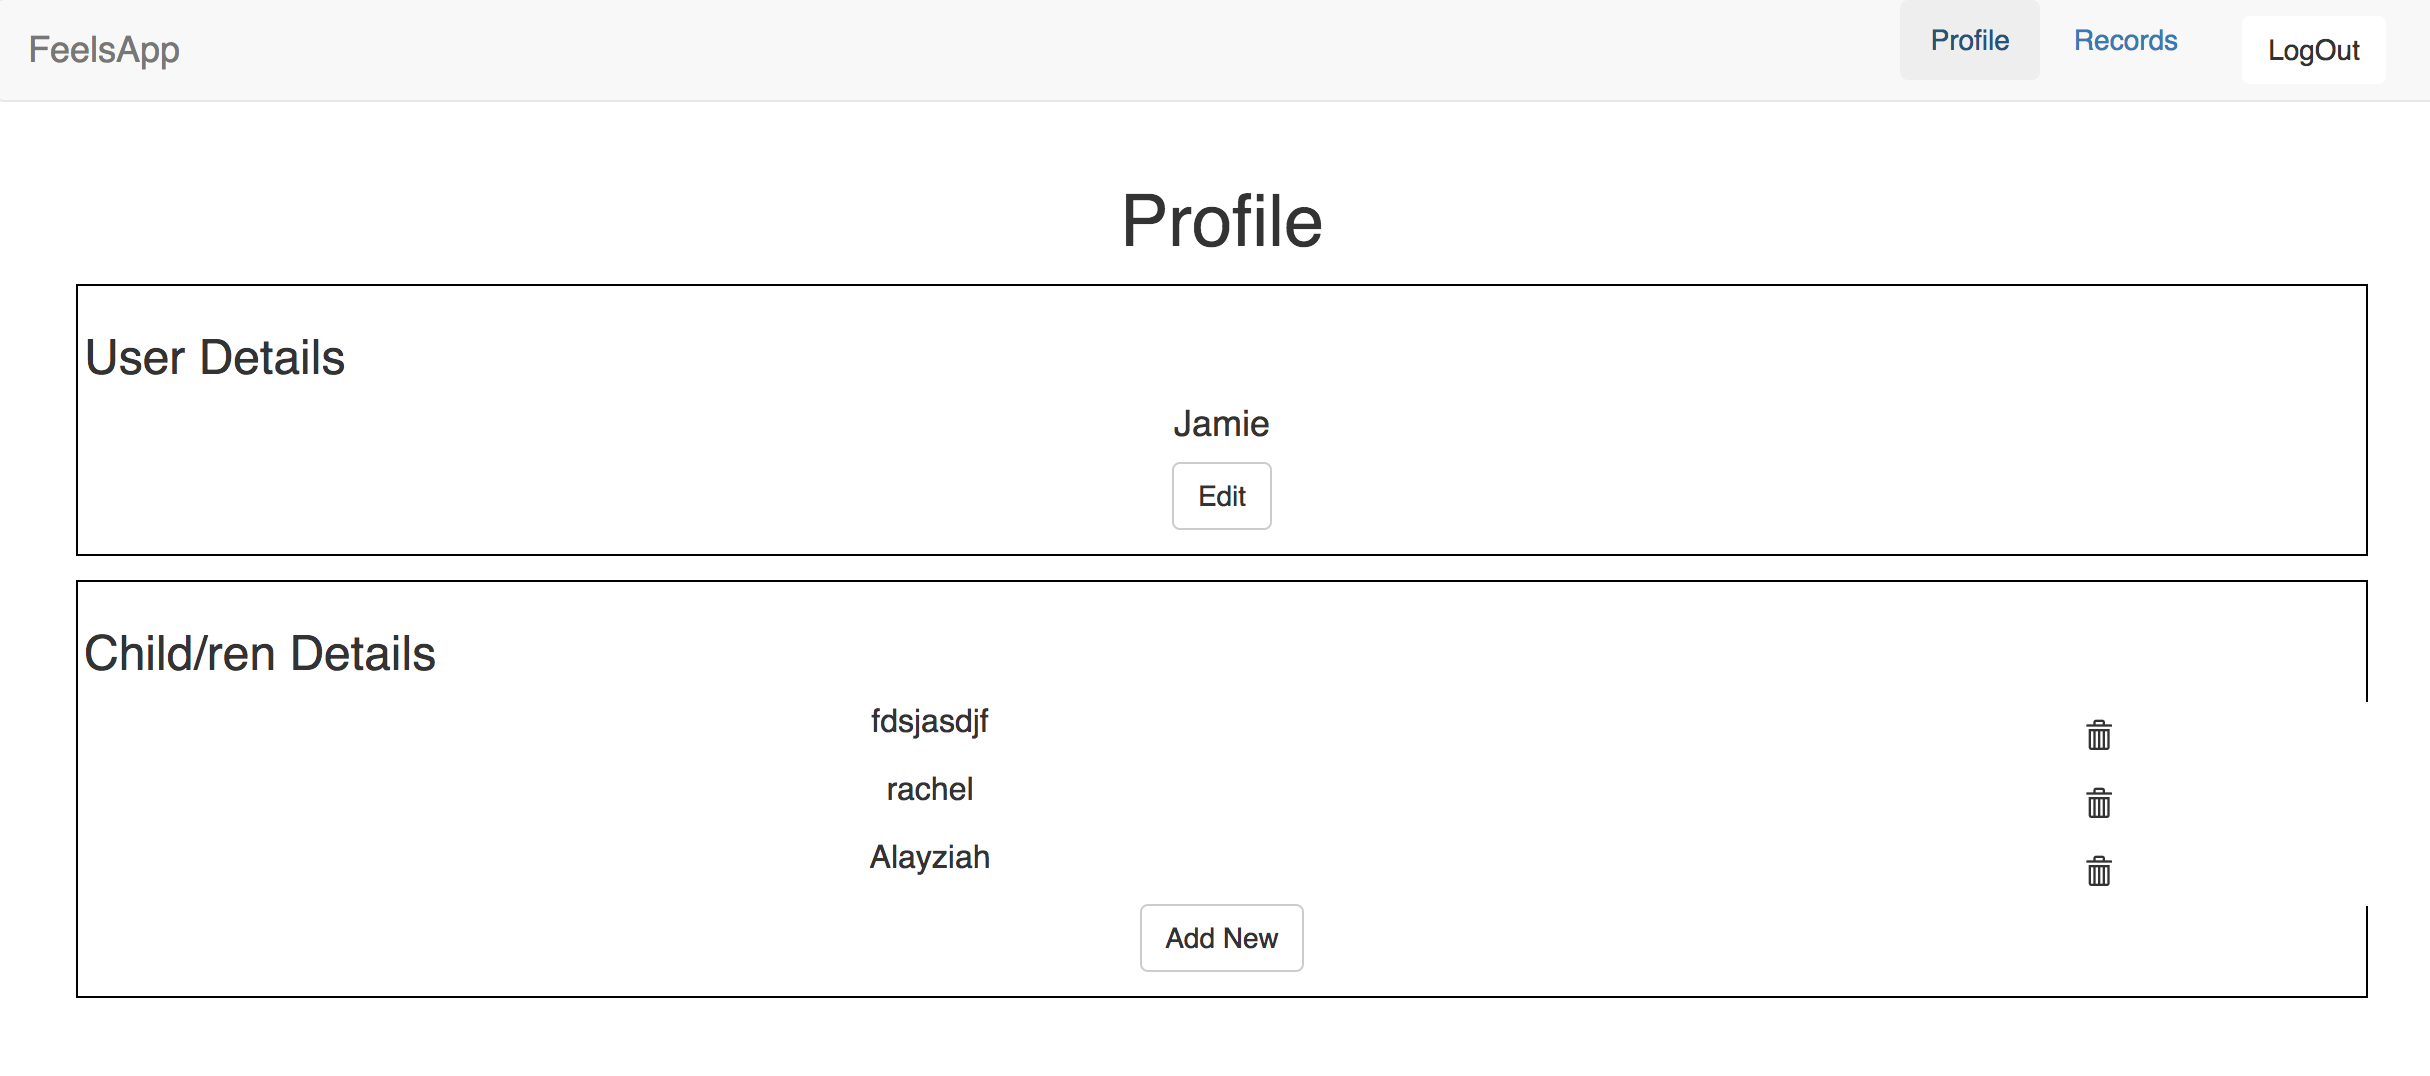 FeelsApp
Profile
Records
LogOut
Profile
User Details
Jamie
Edit
Child/ren Details
fdsjasdjf
rachel
Alayziah
Add New